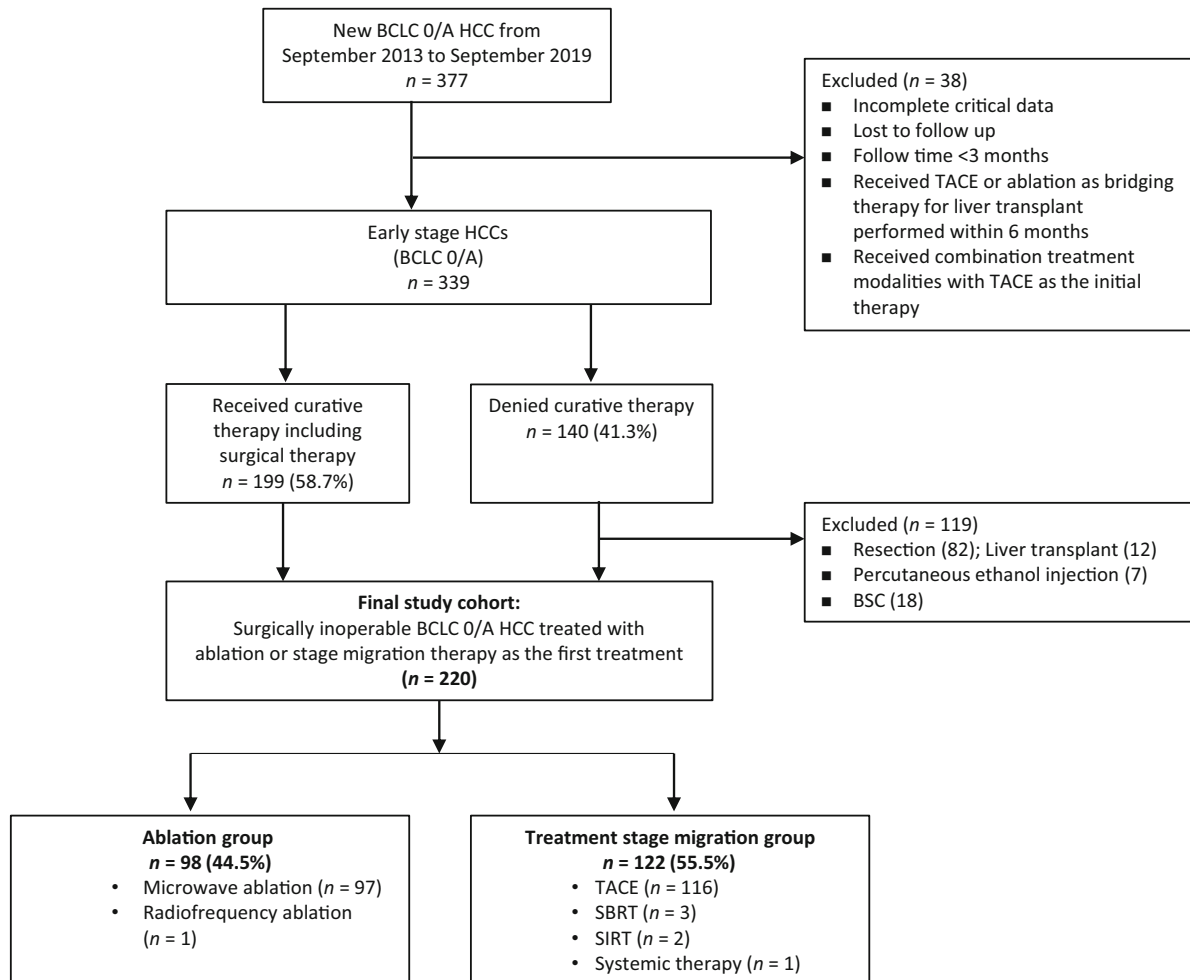 New BCLC 0/A HCC from
September 2013 to September 2019
n = 377
Excluded (n = 38)
■ Incomplete critical data
■ Lost to follow up
■ Follow time <3 months
■ Received TACE or ablation as bridging
therapy for liver transplant
performed within 6 months
■ Received combination treatment
modalities with TACE as the initial
therapy
Early stage HCCs
(BCLC 0/A)
n = 339
Received curative
therapy including
surgical therapy
n = 199 (58.7%)
Denied curative therapy
n = 140 (41.3%)
Excluded (n = 119)
■ Resection (82); Liver transplant (12)
■ Percutaneous ethanol injection (7)
■ BSC (18)
Final study cohort:
Surgically inoperable BCLC 0/A HCC treated with
ablation or stage migration therapy as the first treatment
(n = 220)
Ablation group
n = 98 (44.5%)
• Microwave ablation (n = 97)
• Radiofrequency ablation
(n = 1)
Treatment stage migration group
n = 122 (55.5%)
• TACE (n = 116)
• SBRT (n = 3)
• SIRT (n = 2)
• Systemic therapy (n = 1)